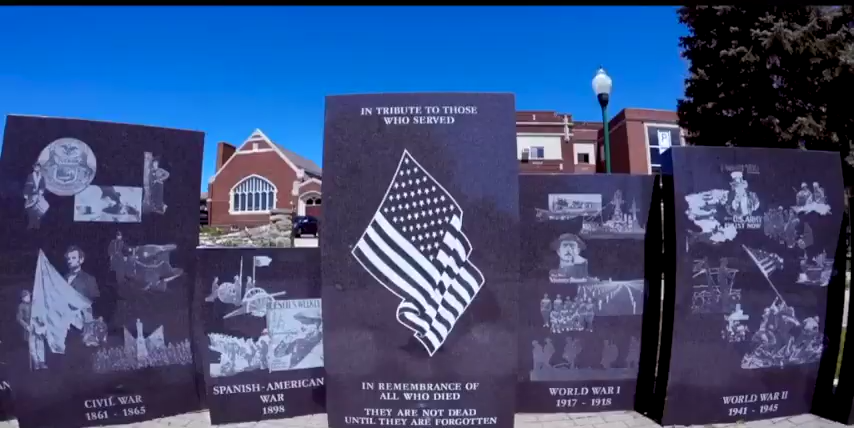 CIVIL WAR
1861 - 1865
SPANISH-AMERICAN
WAR
1898
IN TRIBUTE TO THOSE
WHO SERVED
IN REMEMBRANCE OF
ALL WHO DIED
THEY ARE NOT DEAD
UNTIL THEY ARE FORGOTTEN
WORLD WAR I
1917 - 1918
P
U.S. ARMY
WORLD WAR II
1941 - 1945